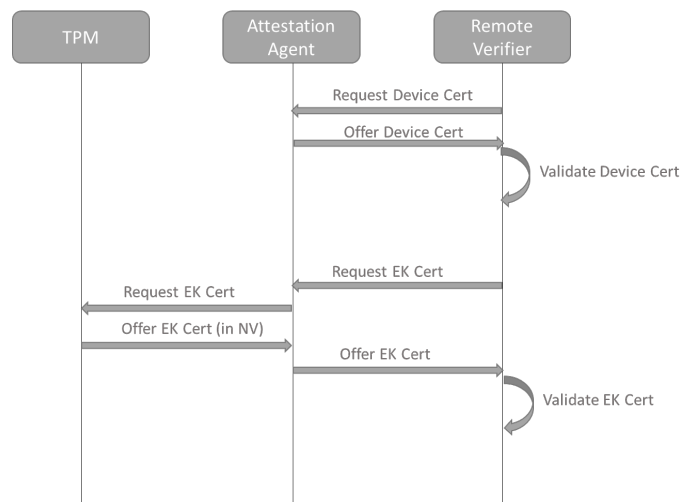 TPM
Attestation
Agent
Remote
Verifier
Request Device Cert
Offer Device Cert
Validate Device Cert
Request EK Cert
Request EK Cert
Offer EK Cert (in NV)
Offer EK Cert
Validate EK Cert